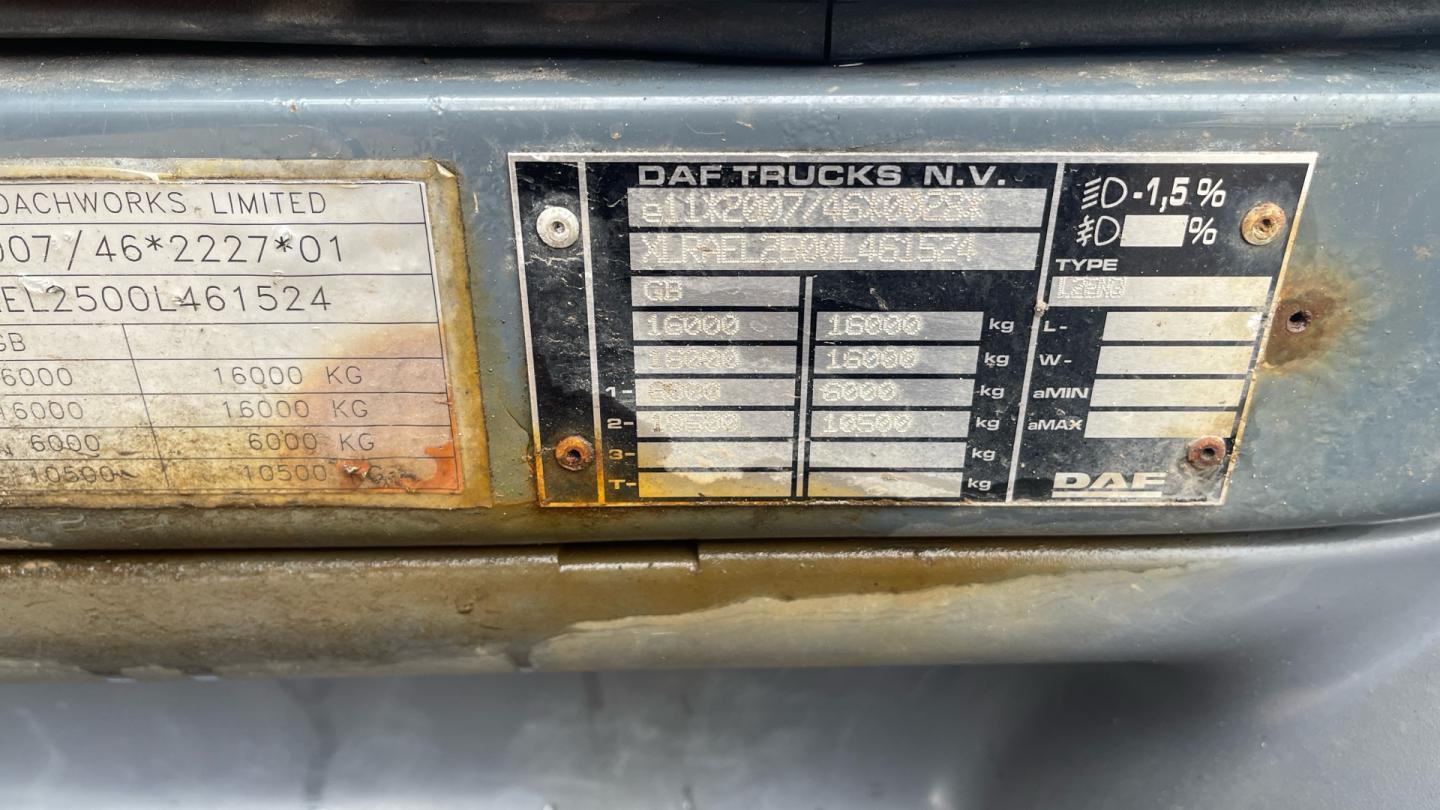 OACHWORKS LIMITED
007/46*2227*01
AEL2500L461524
GB
6000 16000 KG
16000 16000 KG
6000 6000 KG
10500 10500 KG
DAF TRUCKS N.V.
e11*2007/46*0023*
XLRAEL2500L461524
GB
16000 16000 kg
16000 16000 kg
1- 6000 6000 kg
2- 10500 10500 kg
3- kg
T- kg
-1,5 %
%
TYPE
L-
W-
aMIN
aMAX
DAF